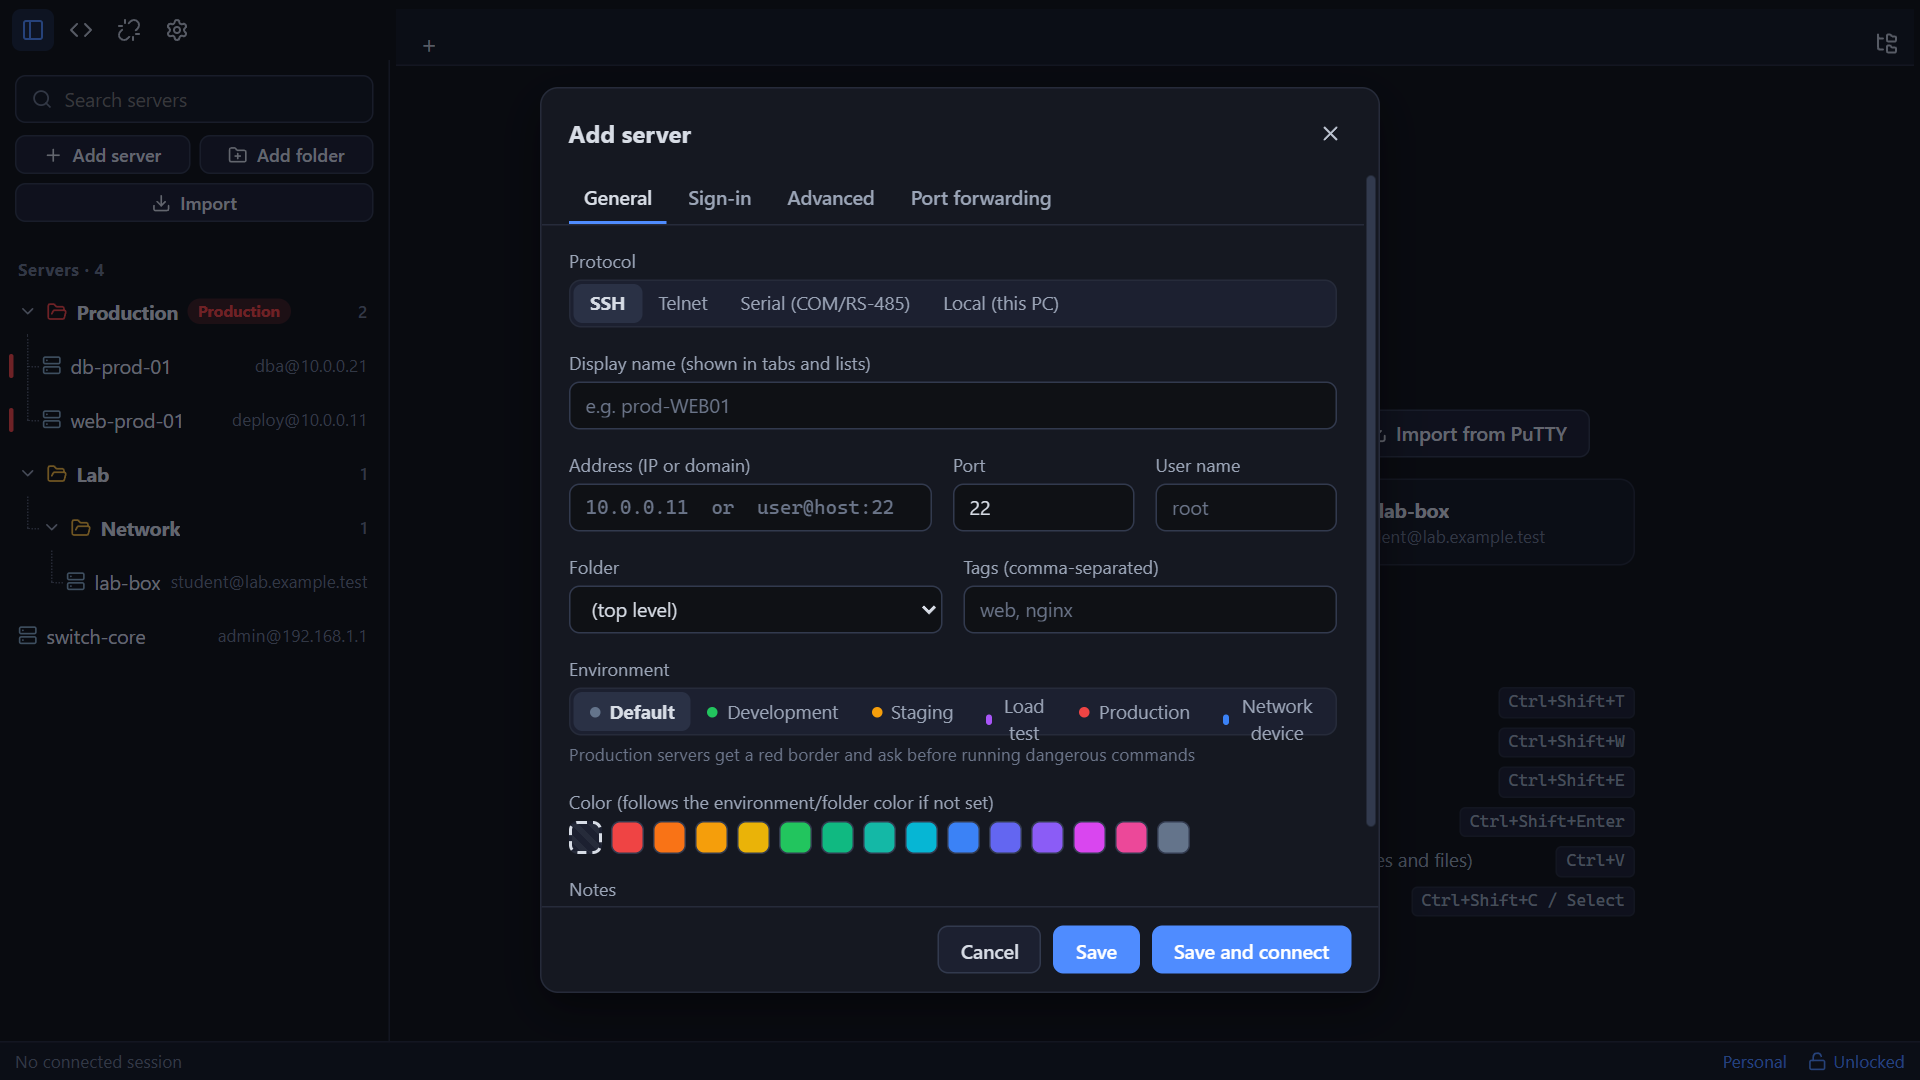 Search servers
Add server
Add folder
Import
Servers · 4
Production Production 2
db-prod-01 dba@10.0.0.21
web-prod-01 deploy@10.0.0.11
Lab 1
Network 1
lab-box student@lab.example.test
switch-core admin@192.168.1.1
Add server
General Sign-in Advanced Port forwarding
Protocol
SSH Telnet Serial (COM/RS-485) Local (this PC)
Display name (shown in tabs and lists)
e.g. prod-WEB01
Address (IP or domain) Port User name
10.0.0.11 or user@host:22 22 root
Folder Tags (comma-separated)
(top level) web, nginx
Environment
Default Development Staging Load test Production Network device
Production servers get a red border and ask before running dangerous commands
Color (follows the environment/folder color if not set)
Notes
Cancel Save Save and connect
Import from PuTTY
lab-box
ent@lab.example.test
Ctrl+Shift+T
Ctrl+Shift+W
Ctrl+Shift+E
Ctrl+Shift+Enter
es and files) Ctrl+V
Ctrl+Shift+C / Select
No connected session
Personal Unlocked